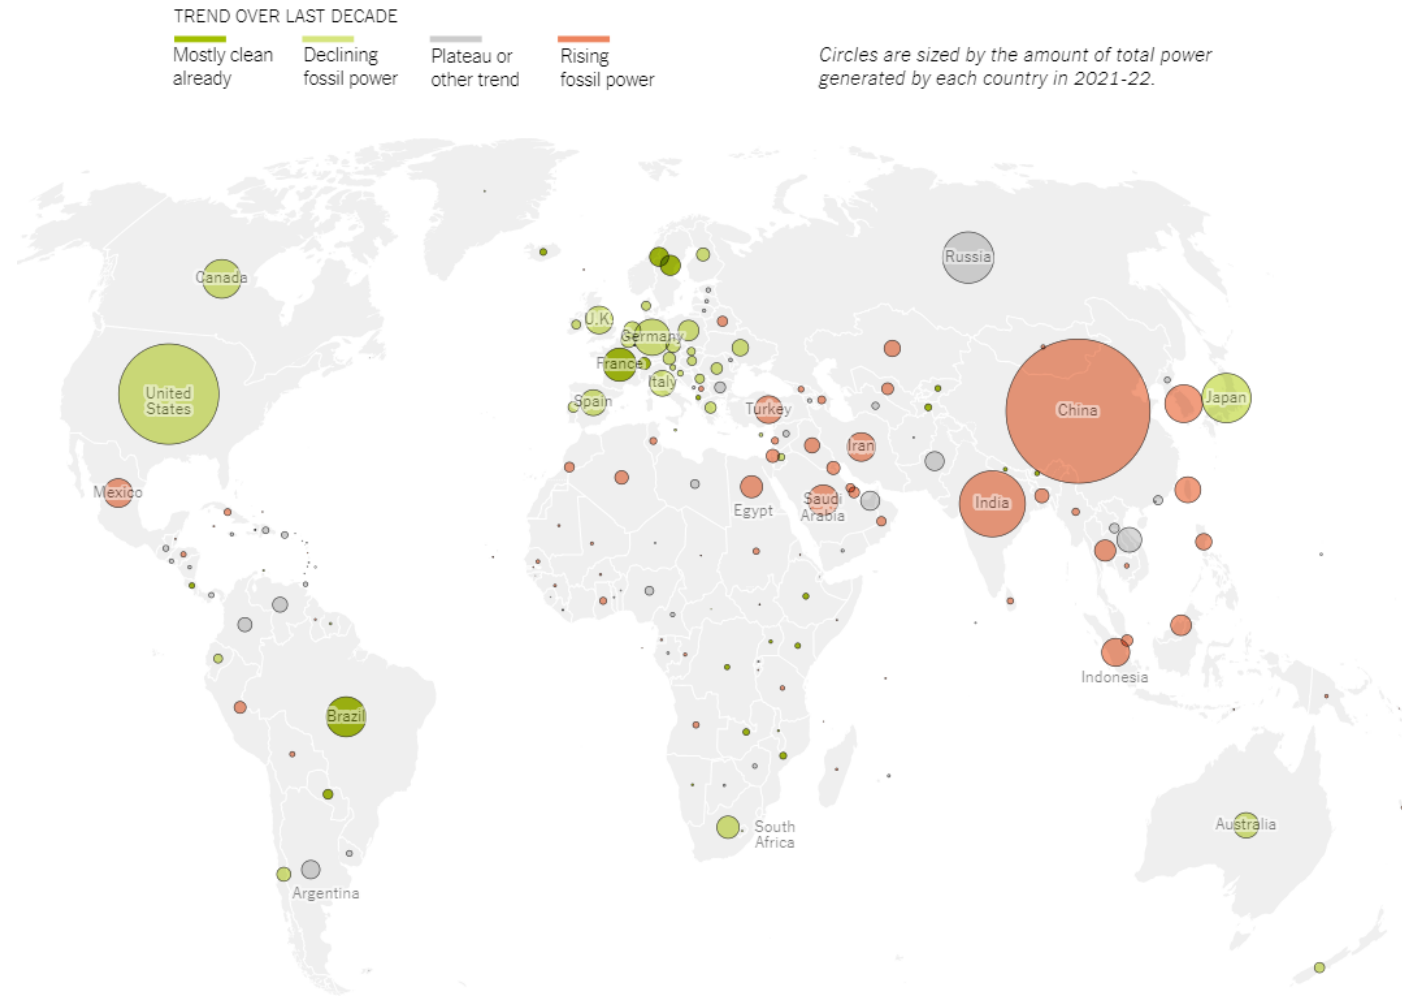 TREND OVER LAST DECADE
Mostly clean
already
Declining
fossil power
Plateau or
other trend
Rising
fossil power
Circles are sized by the amount of total power
generated by each country in 2021-22.
Russia
Canada
U.K.
Germany
France
Italy
Spain
United
States
Turkey
China
Japan
Iran
Mexico
Egypt
Saudi
Arabia
India
Indonesia
Brazil
South
Africa
Australia
Argentina